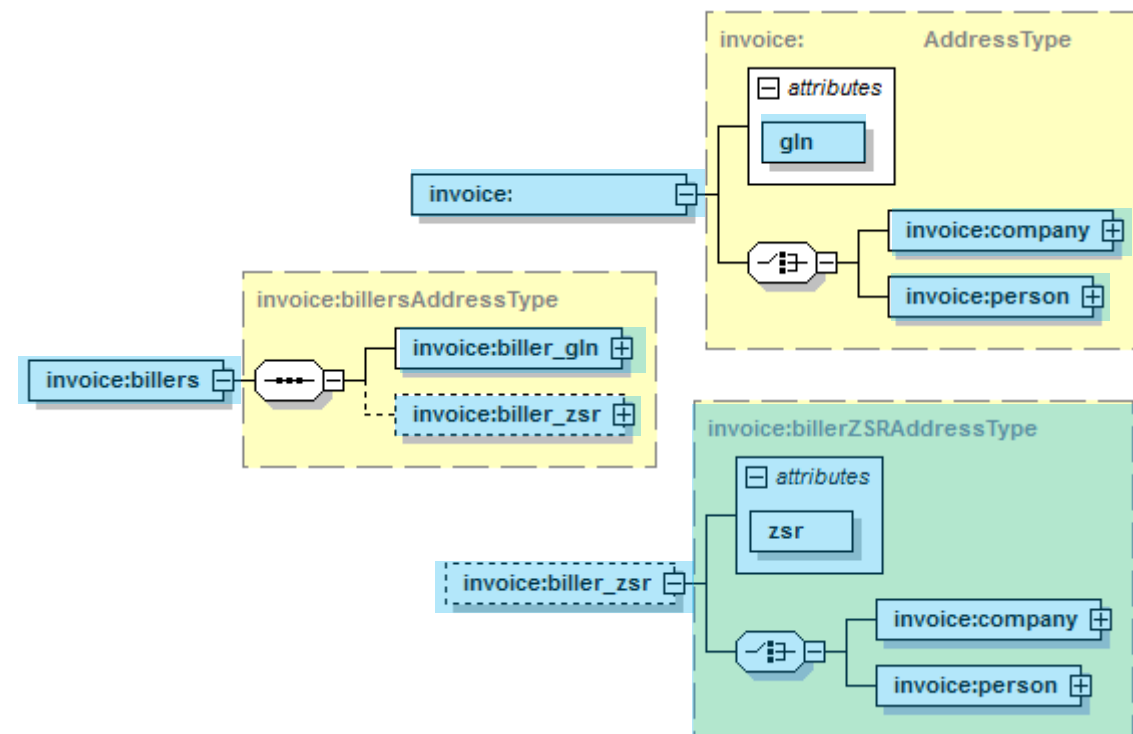 invoice: AddressType
attributes
gln
invoice:
invoice:company
invoice:person
invoice:billersAddressType
invoice:biller_gln
invoice:billers
invoice:biller_zsr
invoice:billerZSRAddressType
attributes
zsr
invoice:biller_zsr
invoice:company
invoice:person